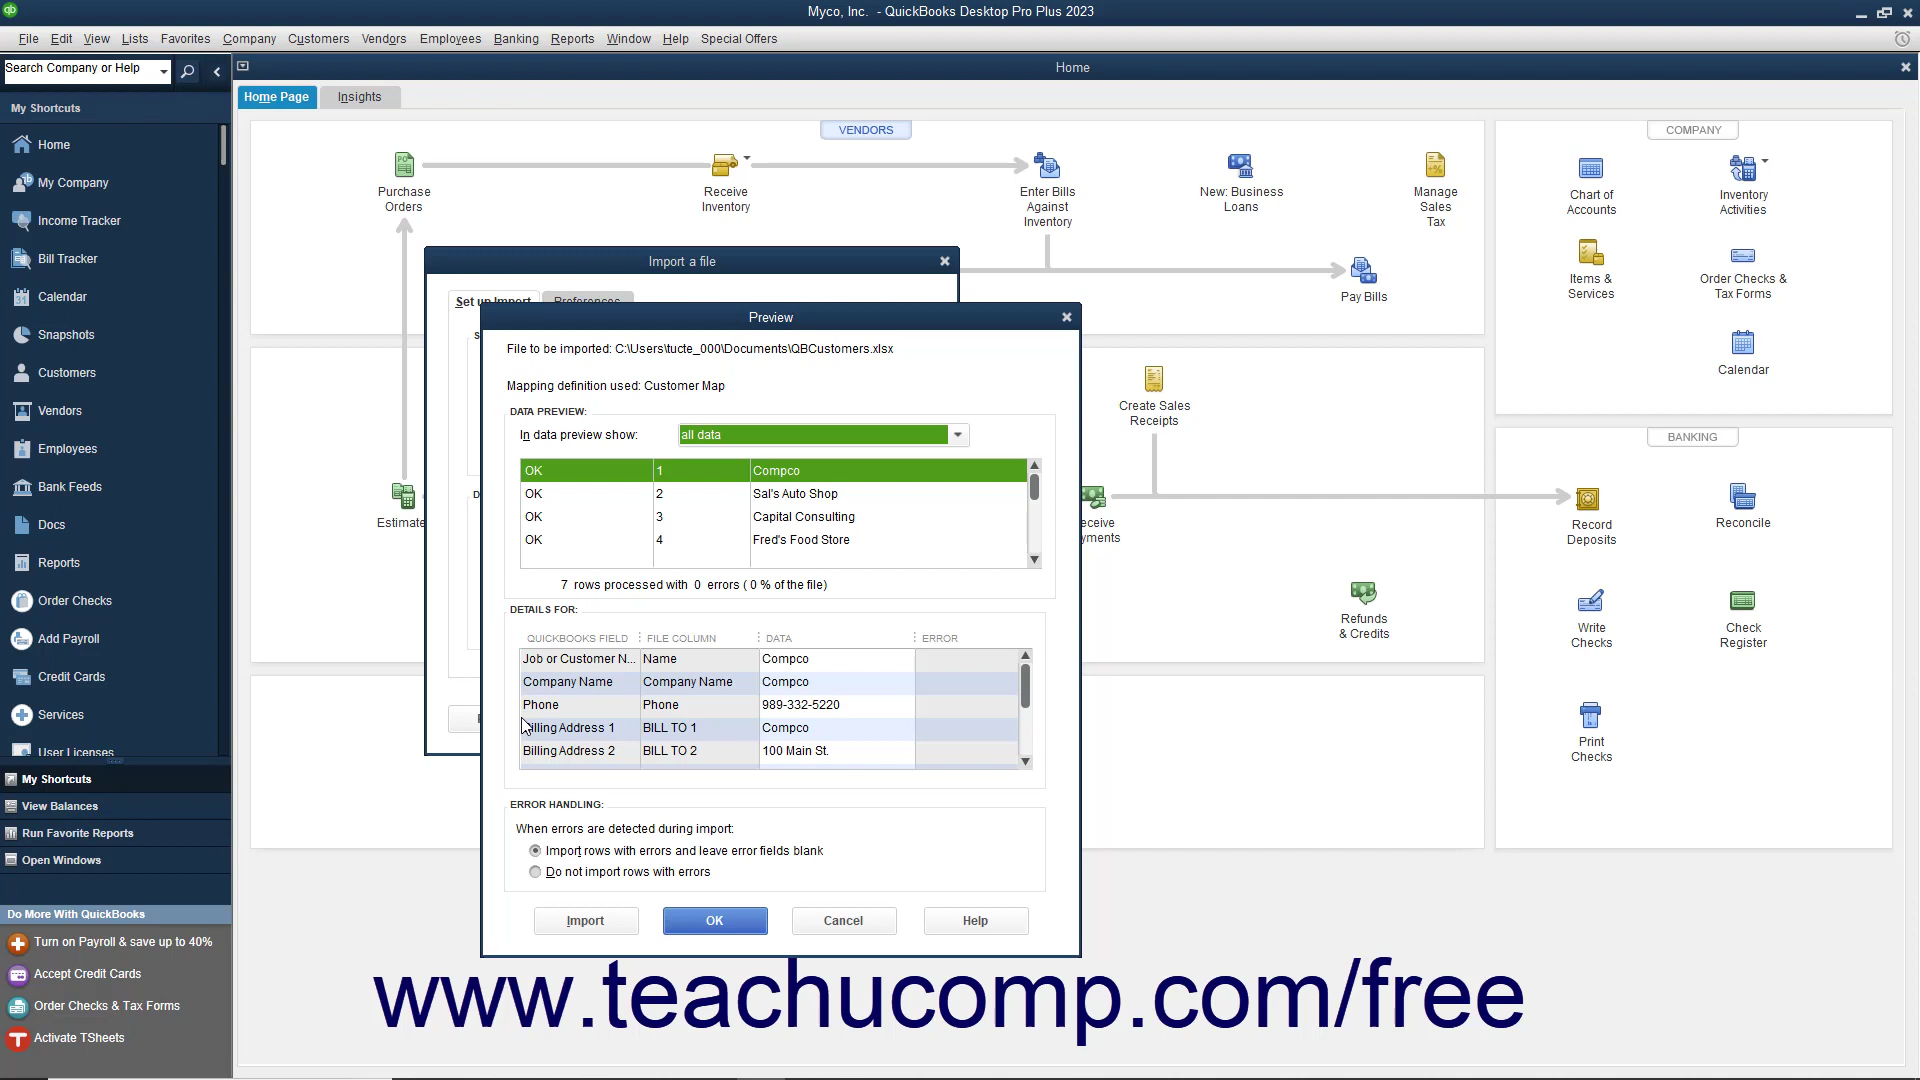 Myco, Inc. - QuickBooks Desktop Pro Plus 2023
File Edit View Lists Favorites Company Customers Vendors Employees Banking Reports Window Help Special Offers
Search Company or Help
Home
Home Page
Insights
My Shortcuts
Home
My Company
Income Tracker
Bill Tracker
Calendar
Snapshots
Customers
Vendors
Employees
Bank Feeds
Docs
Reports
Order Checks
Add Payroll
Credit Cards
Services
User Licenses
My Shortcuts
View Balances
Run Favorite Reports
Open Windows
Do More With QuickBooks
Turn on Payroll & save up to 40%
Accept Credit Cards
Order Checks & Tax Forms
Activate TSheets
VENDORS
Purchase
Orders
Receive
Inventory
Enter Bills
Against
Inventory
New: Business
Loans
Manage
Sales
Tax
Pay Bills
COMPANY
Chart of
Accounts
Inventory
Activities
Items &
Services
Order Checks &
Tax Forms
Calendar
Estimate
Create Sales
Receipts
eceive
yments
Refunds
& Credits
BANKING
Record
Deposits
Reconcile
Write
Checks
Check
Register
Print
Checks
Import a file
Set up Import
Preferences
Preview
File to be imported: C:\Users\tucte_000\Documents\QBCustomers.xlsx
Mapping definition used: Customer Map
DATA PREVIEW:
In data preview show: all data
OK 1 Compco
OK 2 Sal's Auto Shop
OK 3 Capital Consulting
OK 4 Fred's Food Store
7 rows processed with 0 errors ( 0 % of the file)
DETAILS FOR:
QUICKBOOKS FIELD FILE COLUMN DATA ERROR
Job or Customer N... Name Compco
Company Name Company Name Compco
Phone Phone 989-332-5220
Billing Address 1 BILL TO 1 Compco
Billing Address 2 BILL TO 2 100 Main St.
ERROR HANDLING:
When errors are detected during import:
Import rows with errors and leave error fields blank
Do not import rows with errors
Import OK Cancel Help
www.teachucomp.com/free